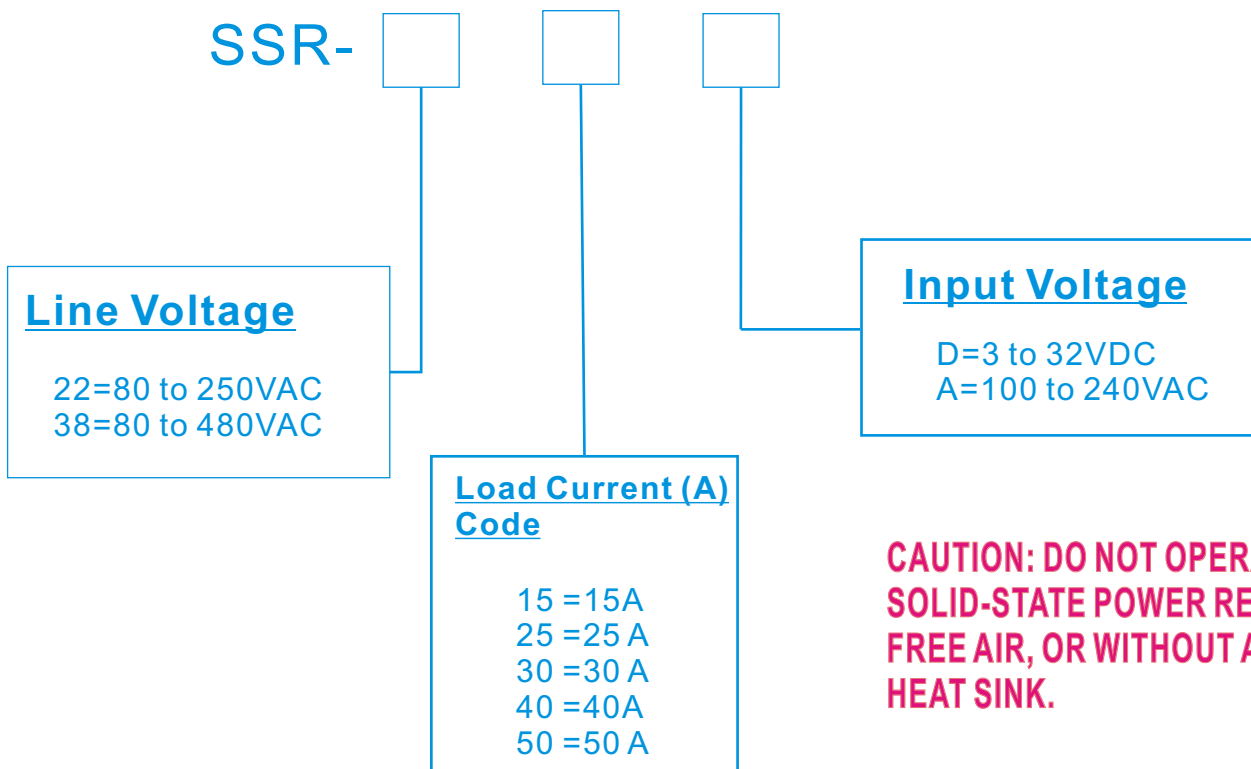 SSR-
Line Voltage
22=80 to 250VAC
38=80 to 480VAC
Load Current (A)
Code
15 =15A
25 =25 A
30 =30 A
40 =40A
50 =50 A
Input Voltage
D=3 to 32VDC
A=100 to 240VAC
CAUTION: DO NOT
SOLID-STATE POWER
FREE AIR, OR WITHOUT
HEAT SINK.